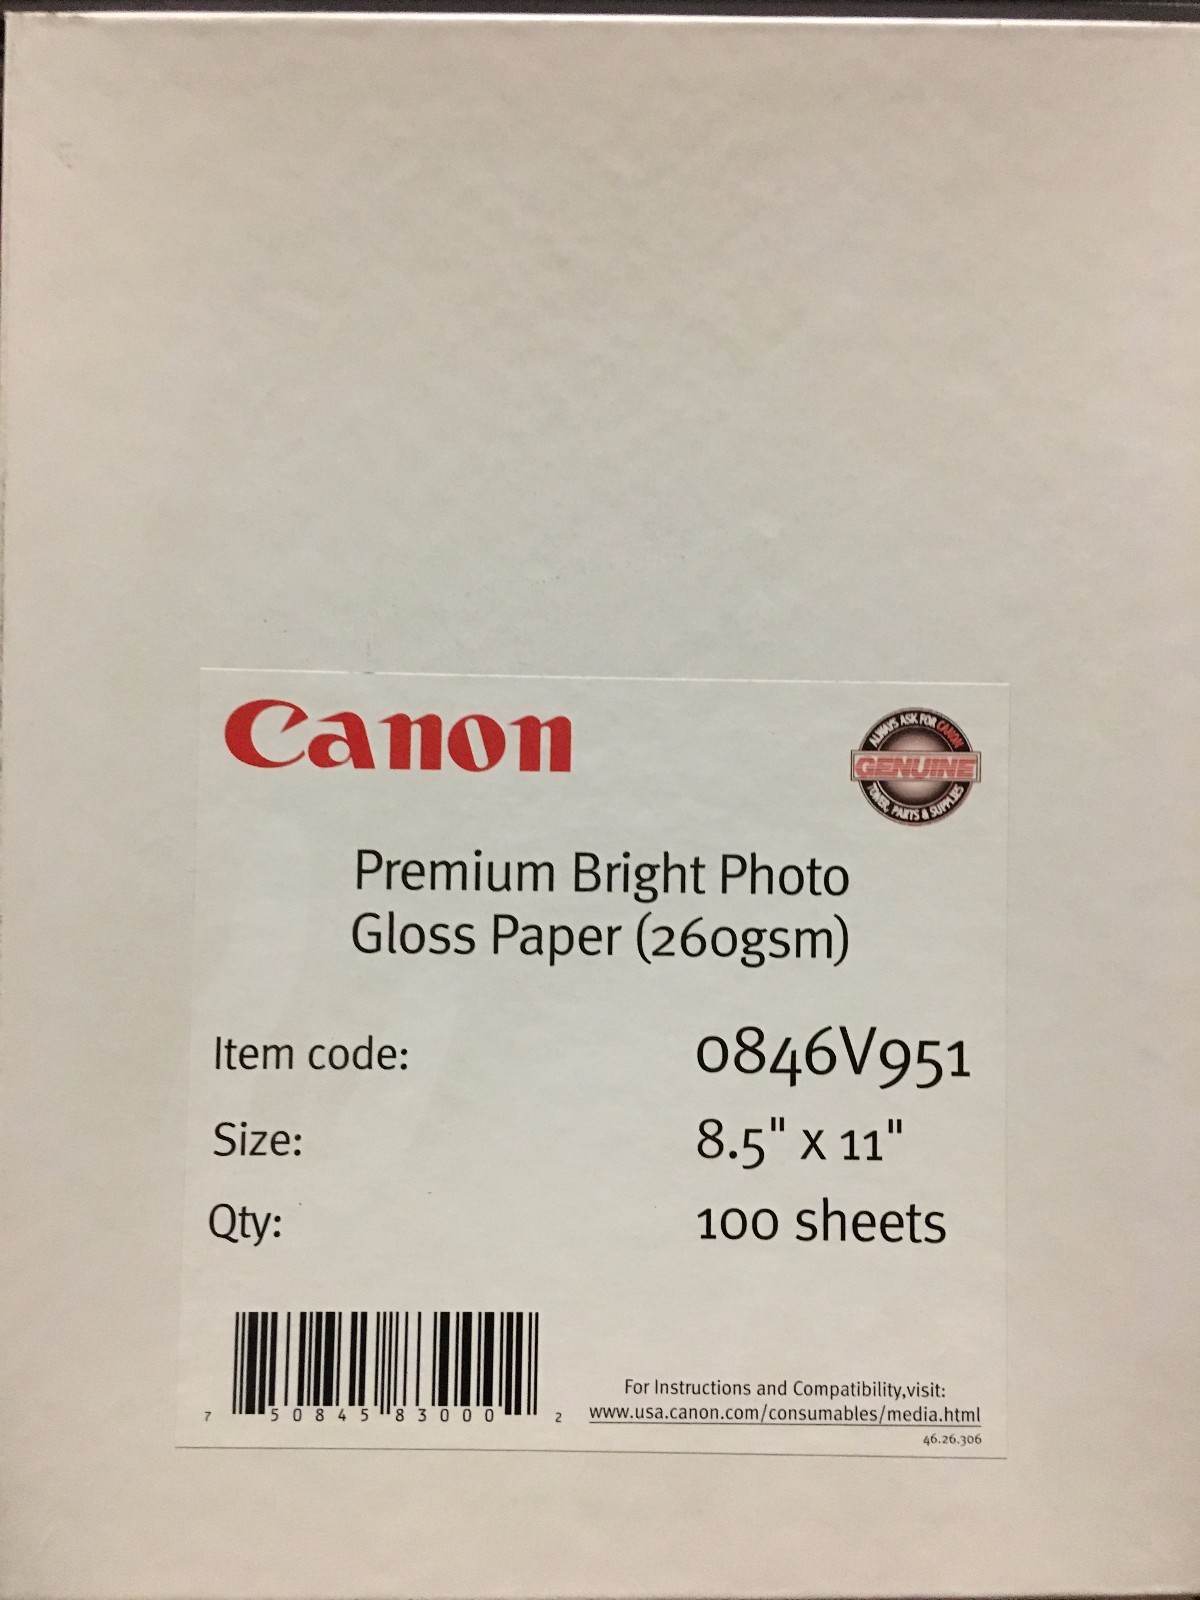 Canon
ALWAYS ASK FOR CANON
GENUINE
TONER, PARTS & SUPPLIES
Premium Bright Photo
Gloss Paper (260gsm)
Item code: 0846V951
Size: 8.5" x 11"
Qty: 100 sheets
7 50845 83000 2
For Instructions and Compatibility,visit:
www.usa.canon.com/consumables/media.html
46.26.306